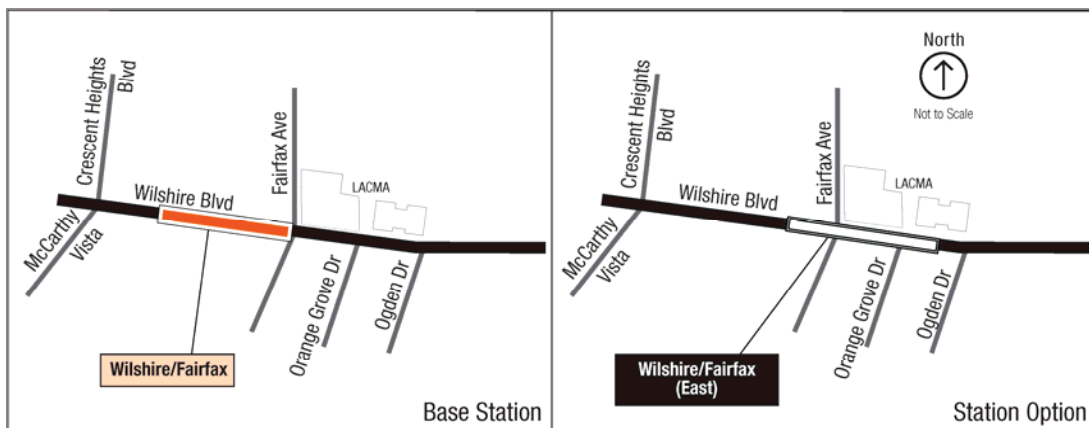 Crescent Heights
Blvd
Fairfax Ave
LACMA
Wilshire Blvd
McCarthy
Vista
Orange Grove Dr
Ogden Dr
Wilshire/Fairfax
Base Station
North
Not to Scale
Crescent Heights
Blvd
Fairfax Ave
LACMA
Wilshire Blvd
McCarthy
Vista
Orange Grove Dr
Ogden Dr
Wilshire/Fairfax
(East)
Station Option